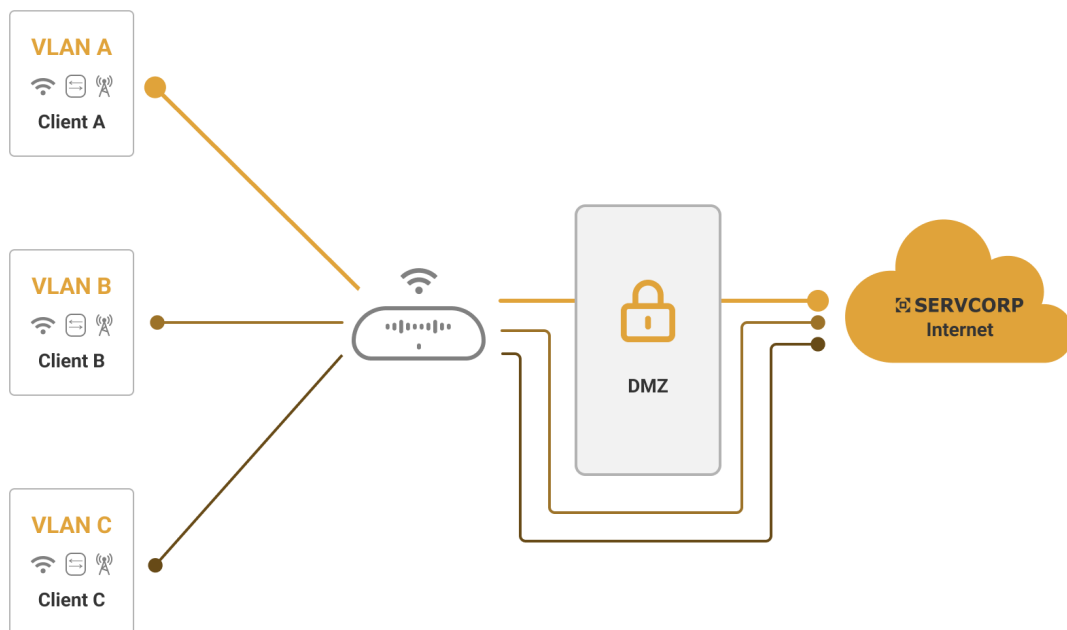 VLAN A
Client A
VLAN B
Client B
VLAN C
Client C
DMZ
SERVCORP
Internet